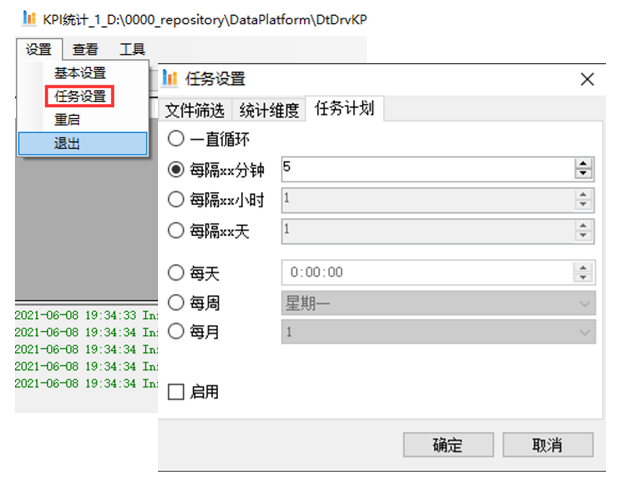 KPI统计_1_D:\0000_repository\DataPlatform\DtDrvKP
设置 查看 工具
基本设置
任务设置
重启
退出
任务设置
文件筛选 统计维度 任务计划
一直循环
每隔xx分钟 5
每隔xx小时 1
每隔xx天 1
每天 0:00:00
每周 星期一
每月 1
启用
确定 取消
2021-06-08 19:34:33 Ini
2021-06-08 19:34:34 Ini
2021-06-08 19:34:34 Ini
2021-06-08 19:34:34 Ini
2021-06-08 19:34:34 Ini